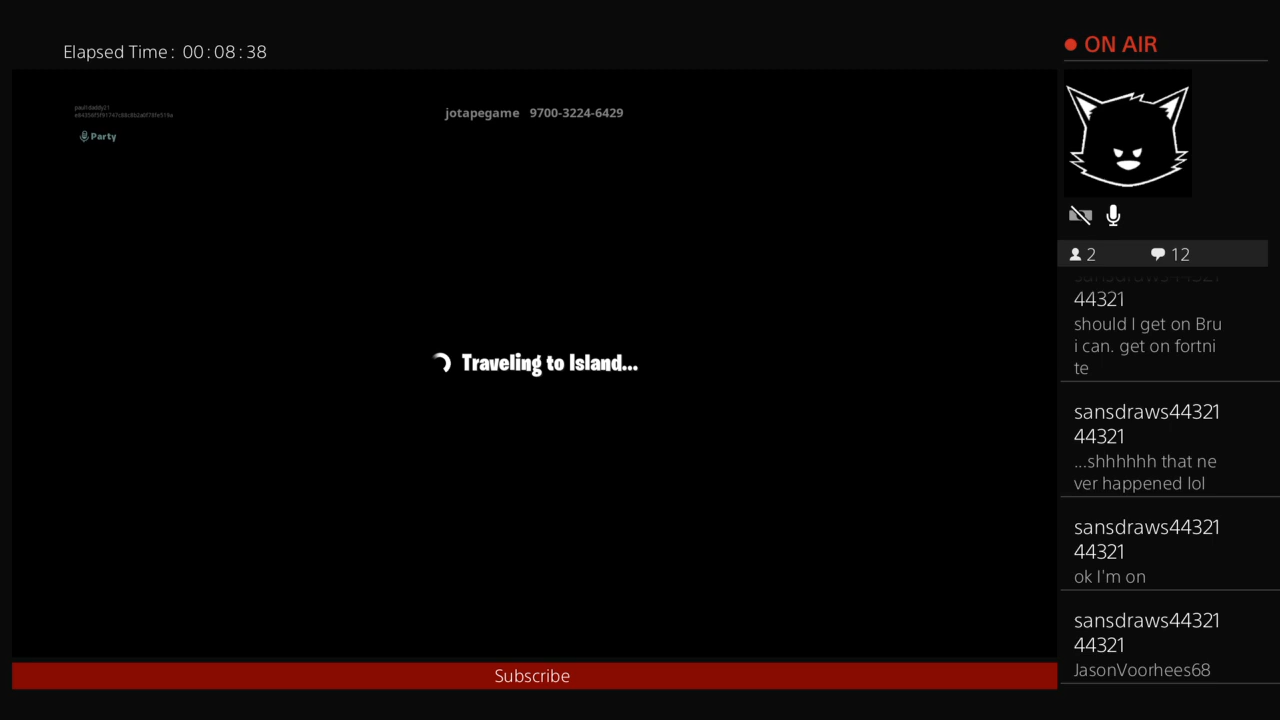 Elapsed Time: 00:08:38
ON AIR
paul1daddy21
jotapegame 9700-3224-6429
Party
2 12
44321
should I get on Bru
i can. get on fortni
te
sansdraws44321
44321
...shhhhhh that ne
ver happened lol
Traveling to Island...
sansdraws44321
44321
ok I'm on
sansdraws44321
44321
JasonVoorhees68
Subscribe